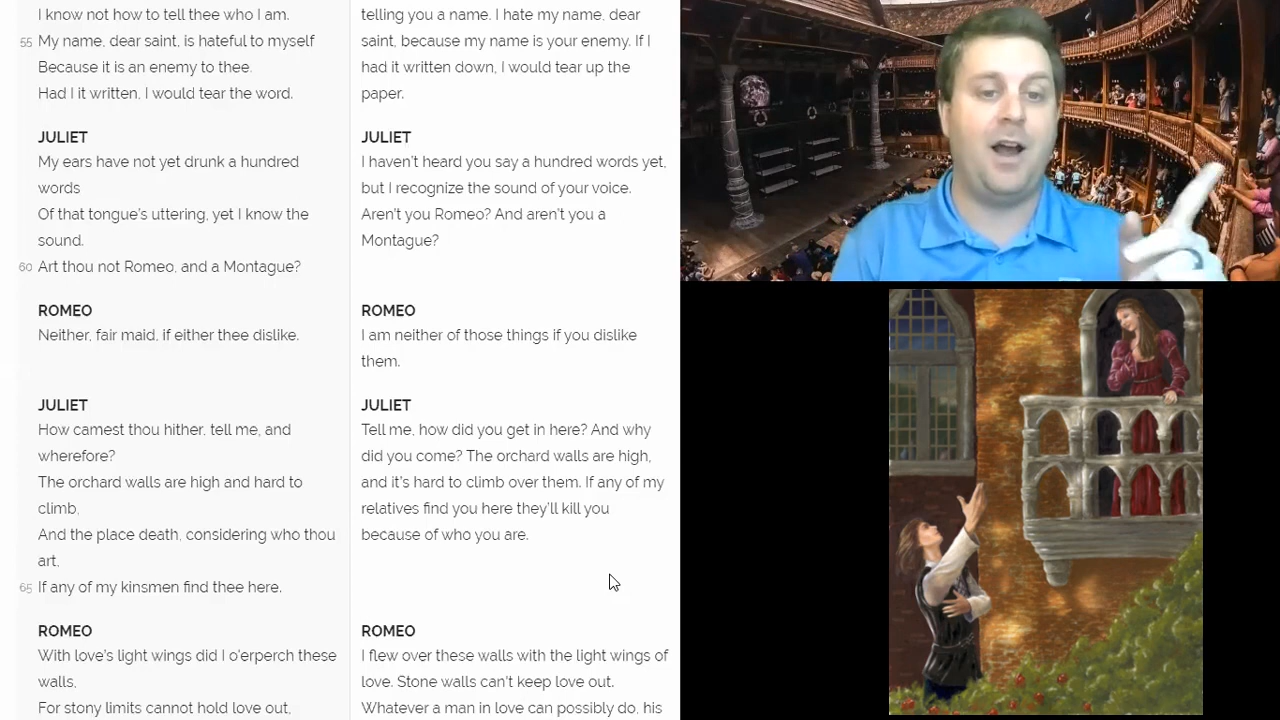 I know not how to tell thee who I am.
55 My name, dear saint, is hateful to myself
Because it is an enemy to thee.
Had I it written, I would tear the word.
JULIET
My ears have not yet drunk a hundred
words
Of that tongue's uttering, yet I know the
sound.
60 Art thou not Romeo, and a Montague?
ROMEO
Neither, fair maid, if either thee dislike.
JULIET
How camest thou hither, tell me, and
wherefore?
The orchard walls are high and hard to
climb,
And the place death, considering who thou
art,
65 If any of my kinsmen find thee here.
ROMEO
With love's light wings did I o'erperch these
walls,
For stony limits cannot hold love out,
telling you a name. I hate my name, dear
saint, because my name is your enemy. If I
had it written down, I would tear up the
paper.
JULIET
I haven't heard you say a hundred words yet,
but I recognize the sound of your voice.
Aren't you Romeo? And aren't you a
Montague?
ROMEO
I am neither of those things if you dislike
them.
JULIET
Tell me, how did you get in here? And why
did you come? The orchard walls are high,
and it's hard to climb over them. If any of my
relatives find you here they'll kill you
because of who you are.
ROMEO
I flew over these walls with the light wings of
love. Stone walls can't keep love out.
Whatever a man in love can possibly do, his